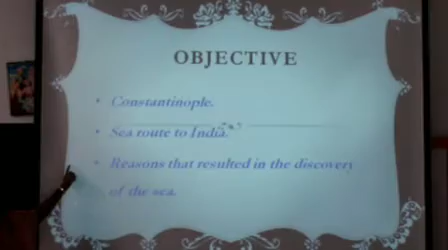 OBJECTIVE
• Constantinople.
• Sea route to India.
• Reasons that resulted in the discovery
of the sea.